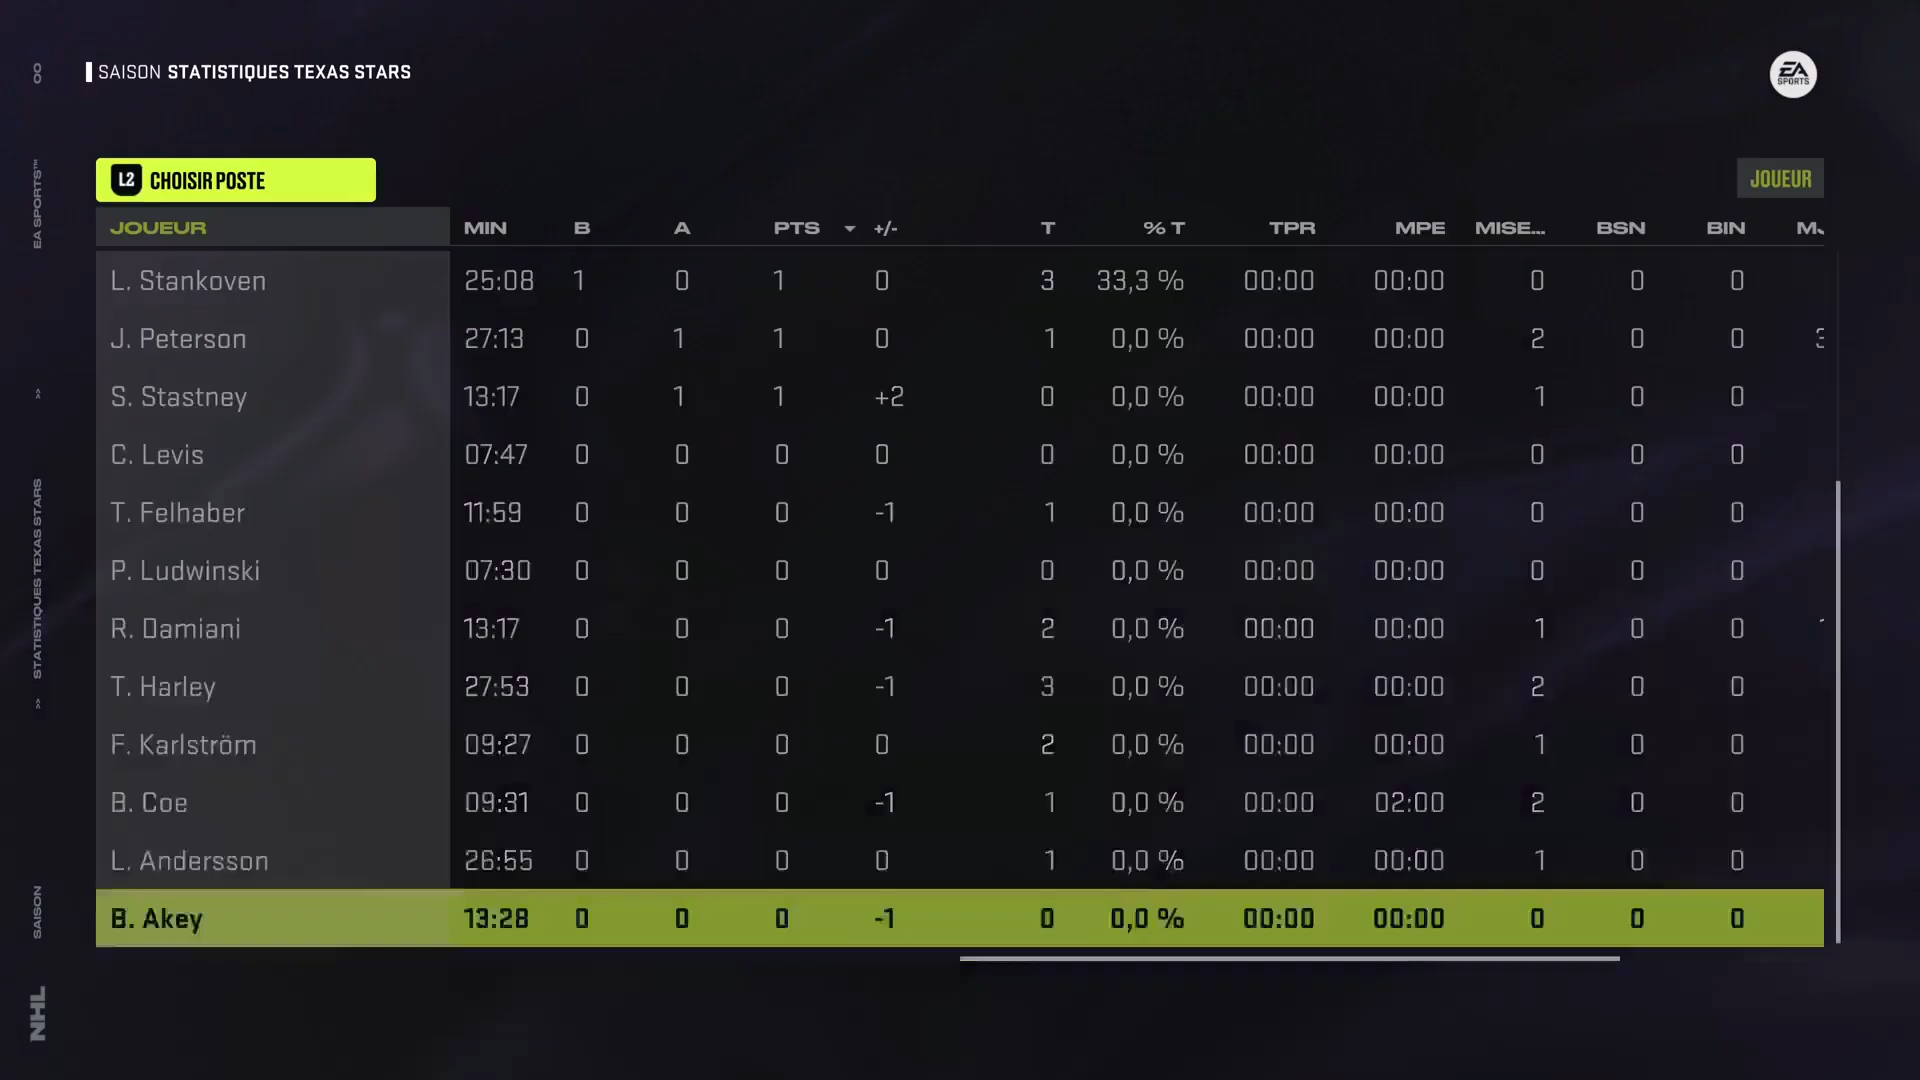 SAISON STATISTIQUES TEXAS STARS
EA SPORTS
L2 CHOISIR POSTE
JOUEUR
JOUEUR MIN B A PTS +/- T % T TPR MPE MISE... BSN BIN
L. Stankoven 25:08 1 0 1 0 3 33,3 % 00:00 00:00 0 0 0
J. Peterson 27:13 0 1 1 0 1 0,0 % 00:00 00:00 2 0 0
S. Stastney 13:17 0 1 1 +2 0 0,0 % 00:00 00:00 1 0 0
C. Levis 07:47 0 0 0 0 0 0,0 % 00:00 00:00 0 0 0
T. Felhaber 11:59 0 0 0 -1 1 0,0 % 00:00 00:00 0 0 0
P. Ludwinski 07:30 0 0 0 0 0 0,0 % 00:00 00:00 0 0 0
R. Damiani 13:17 0 0 0 -1 2 0,0 % 00:00 00:00 1 0 0
T. Harley 27:53 0 0 0 -1 3 0,0 % 00:00 00:00 2 0 0
F. Karlström 09:27 0 0 0 0 2 0,0 % 00:00 00:00 1 0 0
B. Coe 09:31 0 0 0 -1 1 0,0 % 00:00 02:00 2 0 0
L. Andersson 26:55 0 0 0 0 1 0,0 % 00:00 00:00 1 0 0
B. Akey 13:28 0 0 0 -1 0 0,0 % 00:00 00:00 0 0 0
NHL SAISON >> STATISTIQUES TEXAS STARS >> EA SPORTS™